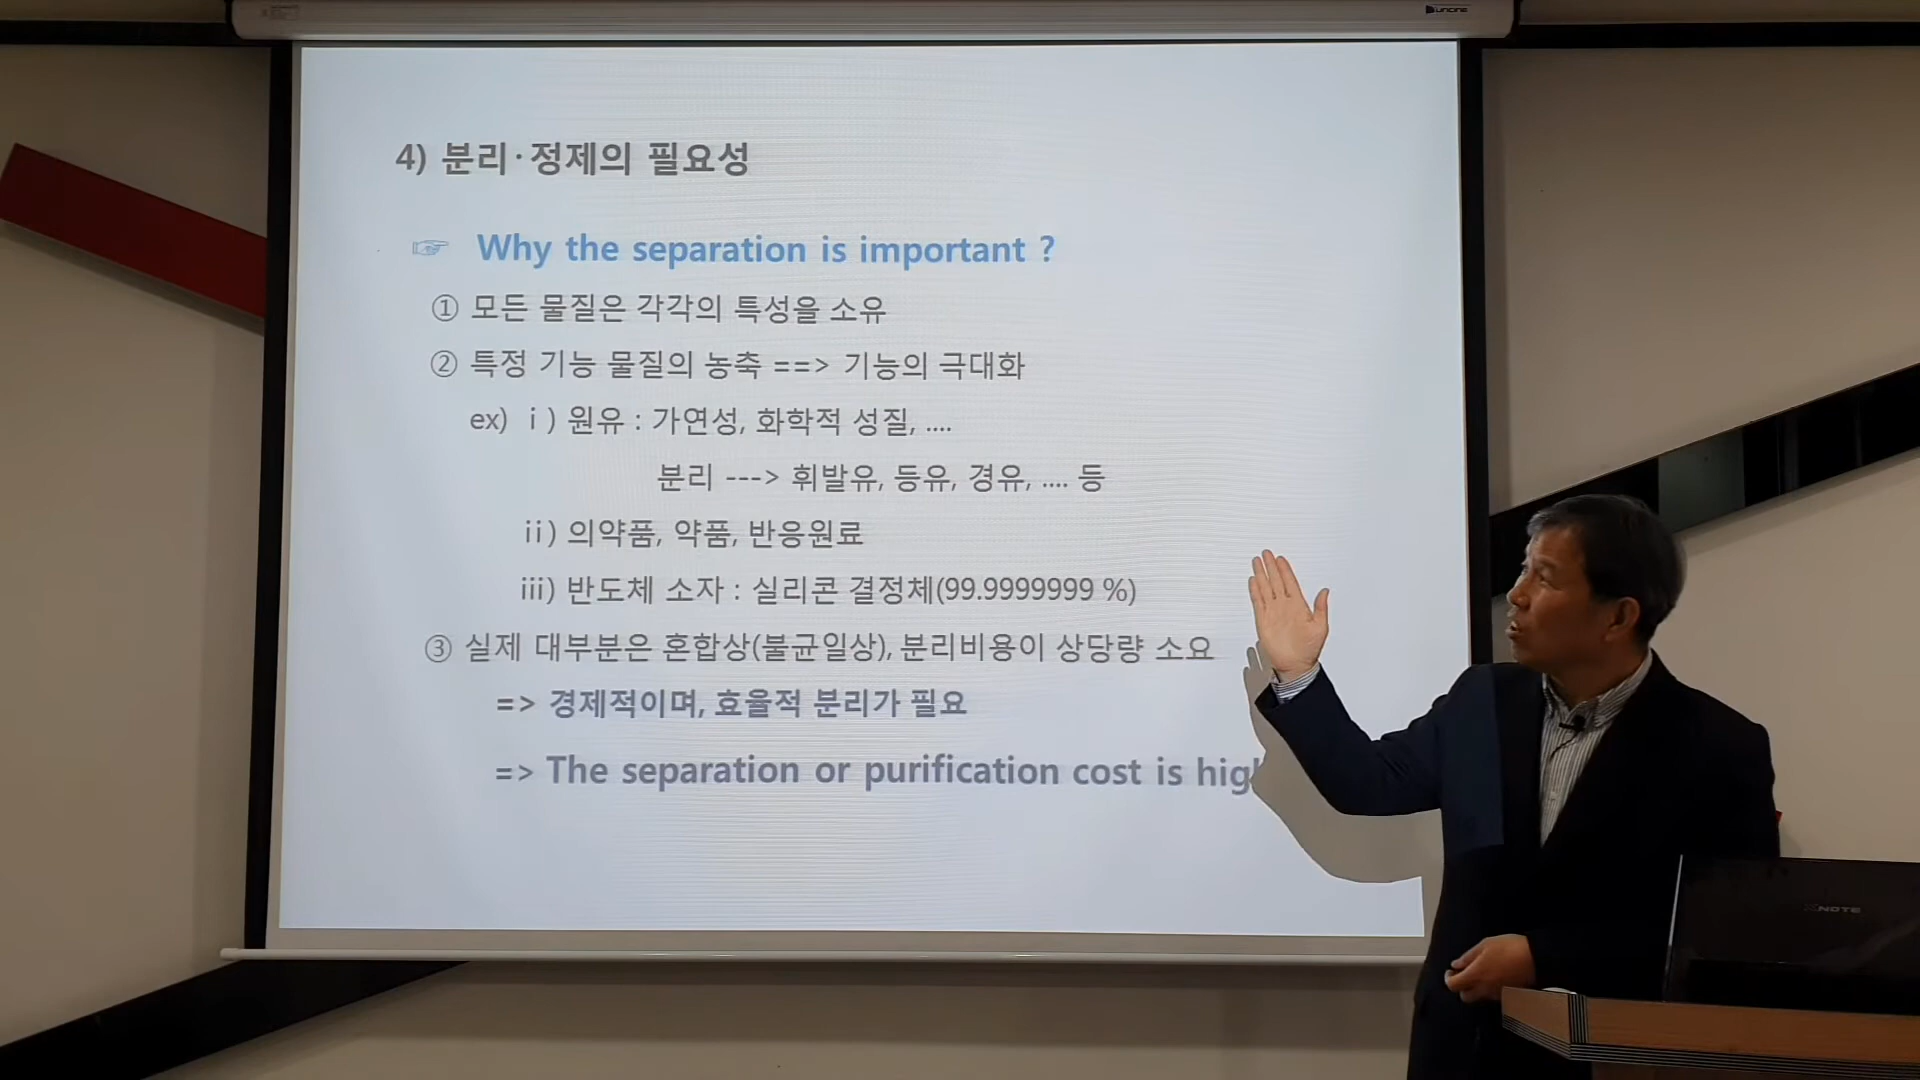 4) 분리·정제의 필요성
☞ Why the separation is important ?
① 모든 물질은 각각의 특성을 소유
② 특정 기능 물질의 농축 ==> 기능의 극대화
ex) ⅰ) 원유 : 가연성, 화학적 성질, ....
분리 ---> 휘발유, 등유, 경유, .... 등
ⅱ) 의약품, 약품, 반응원료
ⅲ) 반도체 소자 : 실리콘 결정체(99.9999999 %)
③ 실제 대부분은 혼합상(불균일상), 분리비용이 상당량 소요
=> 경제적이며, 효율적 분리가 필요
=> The separation or purification cost is hig
XNOTE